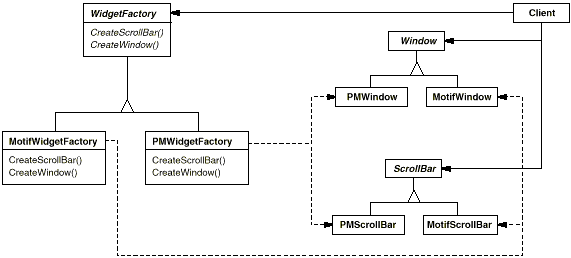 WidgetFactory
CreateScrollBar()
CreateWindow()
Client
Window
PMWindow
MotifWindow
MotifWidgetFactory
CreateScrollBar()
CreateWindow()
PMWidgetFactory
CreateScrollBar()
CreateWindow()
ScrollBar
PMScrollBar
MotifScrollBar